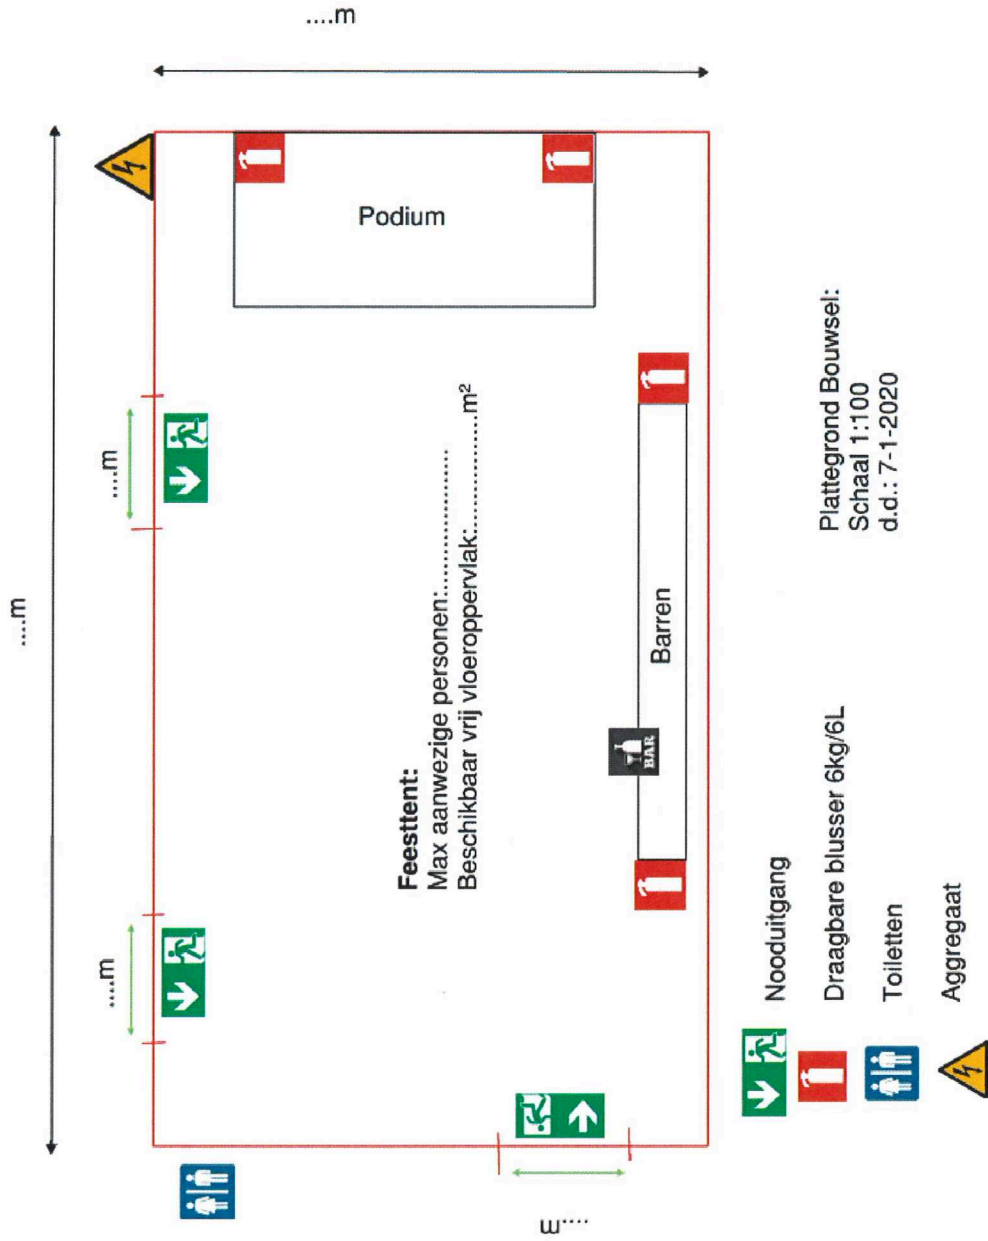 ....m
....m
....m
....m
....m
Podium
Feesttent:
Max aanwezige personen:............................
Beschikbaar vrij vloeroppervlak:......................m²
BAR
Barren
Nooduitgang
Draagbare blusser 6kg/6L
Toiletten
Aggregaat
Plattegrond Bouwsel:
Schaal 1:100
d.d.: 7-1-2020